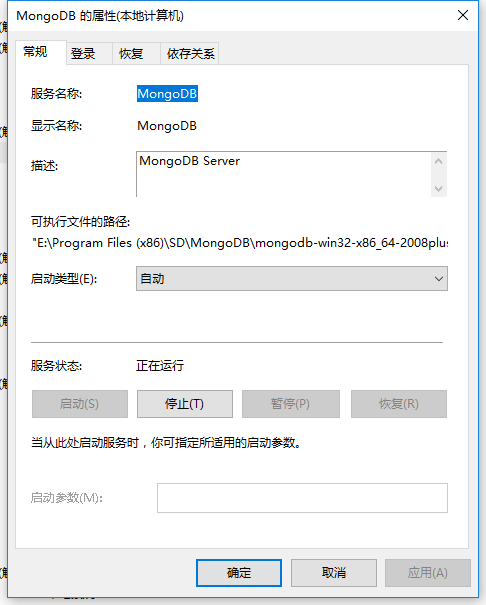 MongoDB 的属性(本地计算机)
常规 登录 恢复 依存关系
服务名称: MongoDB
显示名称: MongoDB
描述: MongoDB Server
可执行文件的路径:
"E:\Program Files (x86)\SD\MongoDB\mongodb-win32-x86_64-2008plus
启动类型(E): 自动
服务状态: 正在运行
启动(S) 停止(T) 暂停(P) 恢复(R)
当从此处启动服务时，你可指定所适用的启动参数。
启动参数(M):
确定 取消 应用(A)